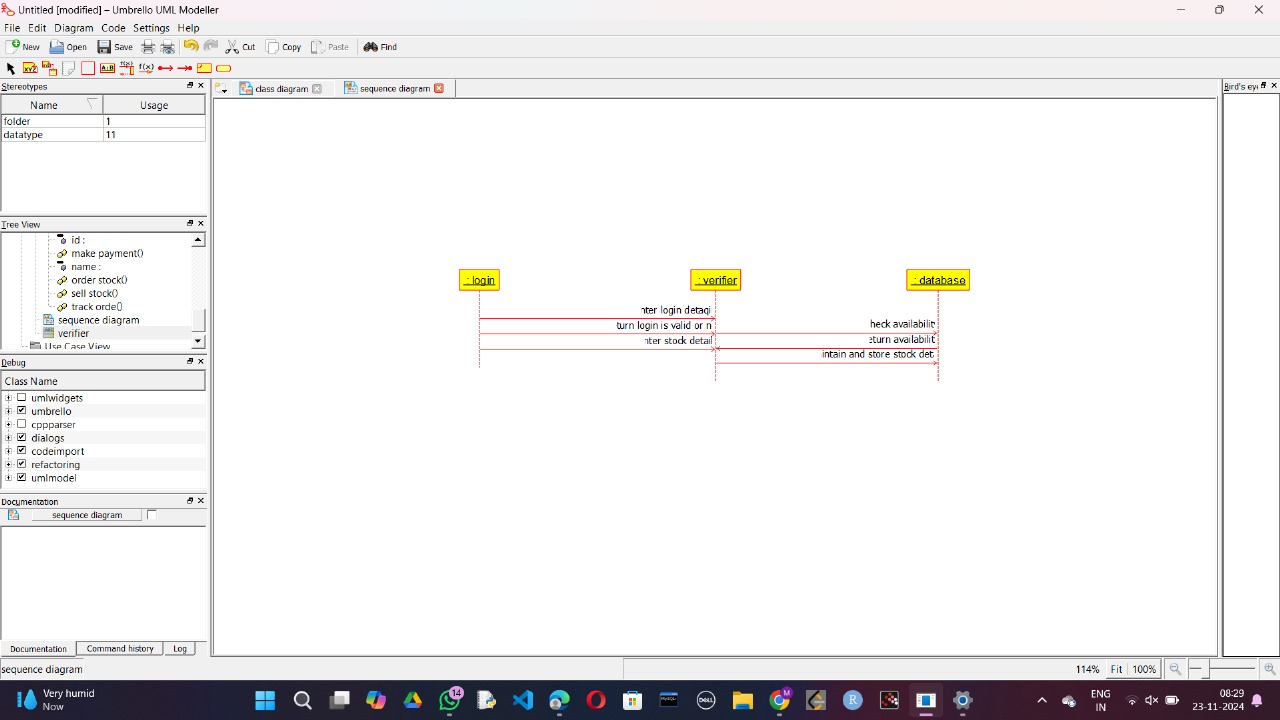 Untitled [modified] – Umbrello UML Modeller
File Edit Diagram Code Settings Help
New Open Save Cut Copy Paste Find
Stereotypes
Name Usage
folder 1
datatype 11
Tree View
id :
make payment()
name :
order stock()
sell stock()
track orde()
sequence diagram
verifier
Use Case View
Debug
Class Name
umlwidgets
umbrello
cppparser
dialogs
codeimport
refactoring
umlmodel
Documentation
sequence diagram
Documentation Command history Log
sequence diagram
class diagram sequence diagram
: login : verifier : database
nter login detaqi
turn login is valid or n heck availabilit
nter stock detail eturn availabilit
intain and store stock det
Bird's ey
114% Fit 100%
Very humid
Now
14
ENG
IN
08:29
23-11-2024